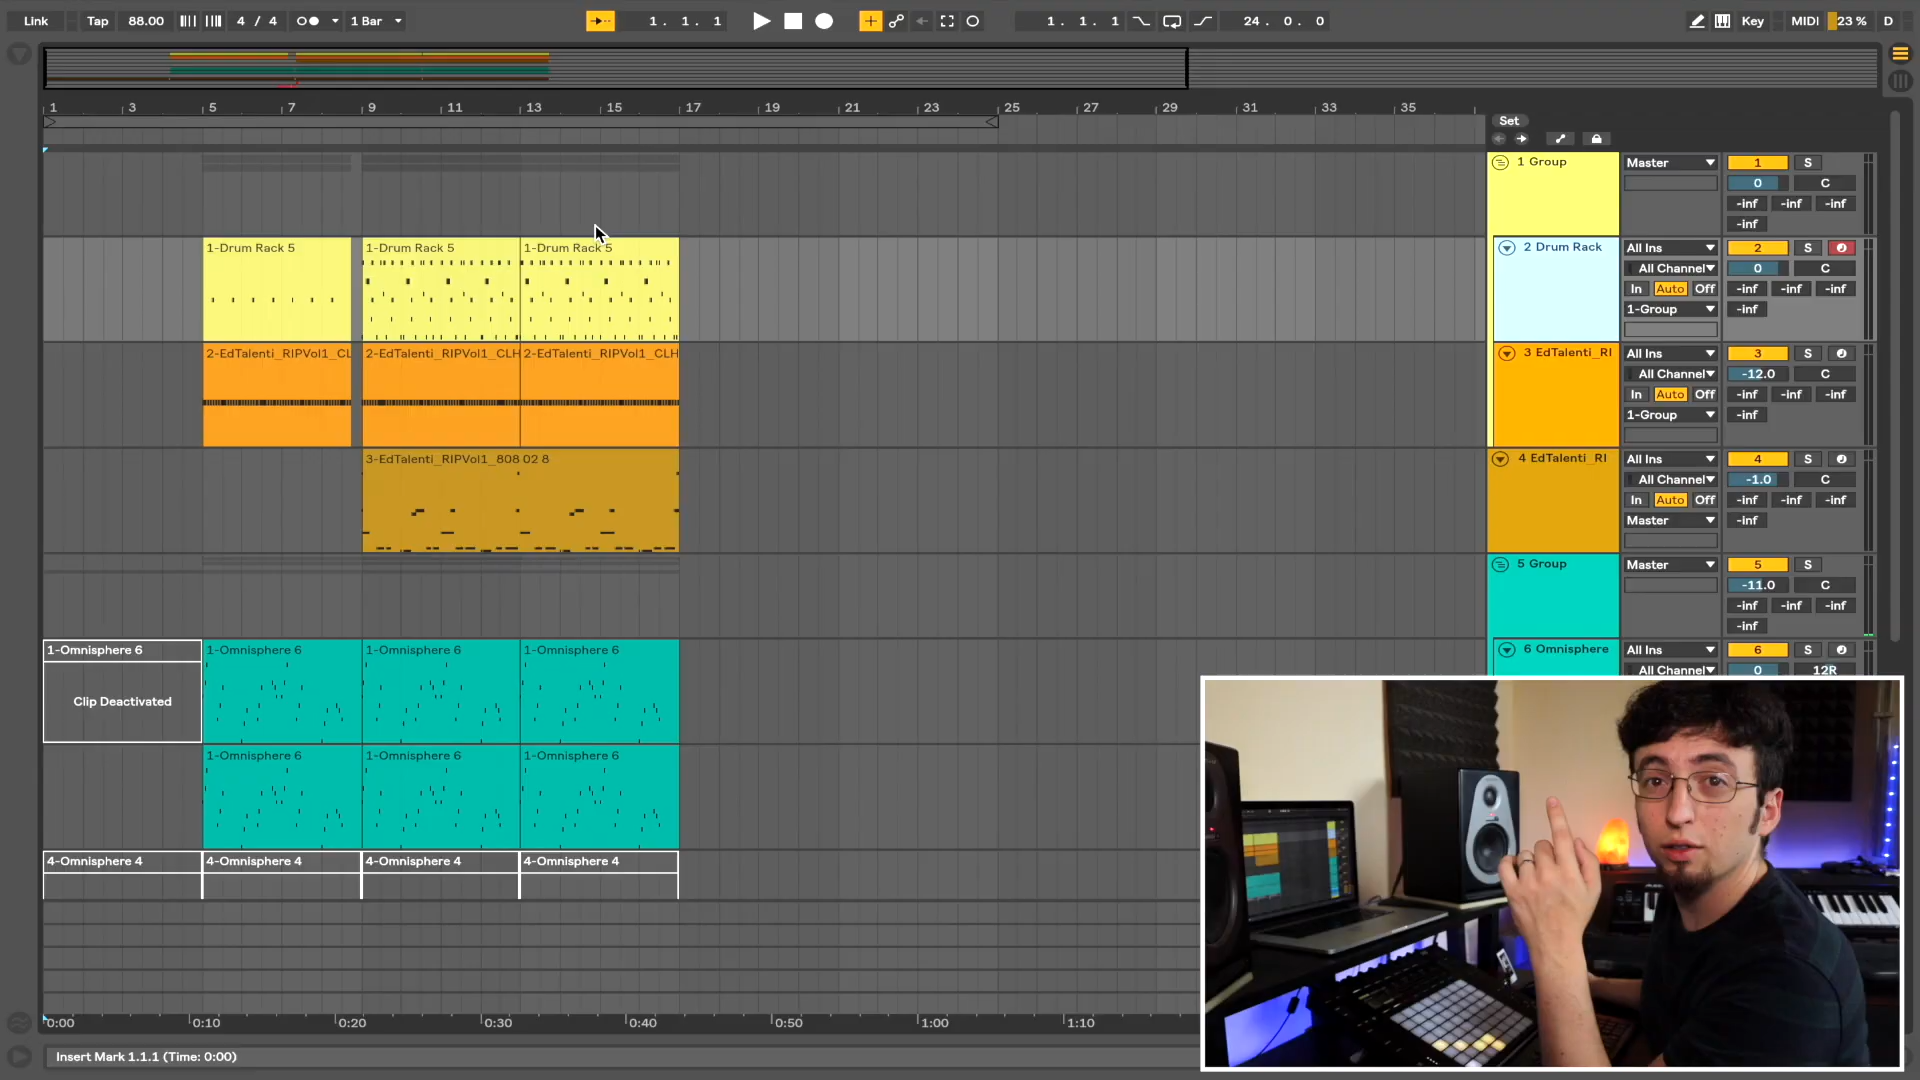 Link Tap 88.00 4 / 4 1 Bar 1. 1. 1 1. 1. 1 24. 0. 0 Key MIDI 23 % D
1 3 5 7 9 11 13 15 17 19 21 23 25 27 29 31 33 35
Set
1 Group Master 1 S
0 C
-inf -inf -inf
-inf
1-Drum Rack 5 1-Drum Rack 5 1-Drum Rack 5 2 Drum Rack All Ins 2 S
All Channel 0 C
In Auto Off -inf -inf -inf
1-Group -inf
2-EdTalenti_RIPVol1_CL 2-EdTalenti_RIPVol1_CLH 2-EdTalenti_RIPVol1_CLH 3 EdTalenti_RI All Ins 3 S
All Channel -12.0 C
In Auto Off -inf -inf -inf
1-Group -inf
3-EdTalenti_RIPVol1_808 02 8 4 EdTalenti_RI All Ins 4 S
All Channel -1.0 C
In Auto Off -inf -inf -inf
Master -inf
5 Group Master 5 S
-11.0 C
-inf -inf -inf
-inf
1-Omnisphere 6 1-Omnisphere 6 1-Omnisphere 6 1-Omnisphere 6 6 Omnisphere All Ins 6 S
All Channel 0 12R
Clip Deactivated
1-Omnisphere 6 1-Omnisphere 6 1-Omnisphere 6
4-Omnisphere 4 4-Omnisphere 4 4-Omnisphere 4 4-Omnisphere 4
0:00 0:10 0:20 0:30 0:40 0:50 1:00 1:10
Insert Mark 1.1.1 (Time: 0:00)